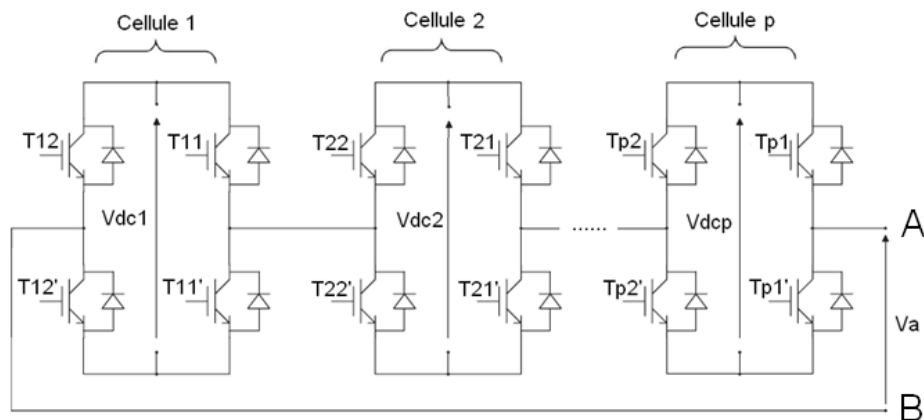 Cellule 1
Cellule 2
Cellule p
T12
T11
T22
T21
Tp2
Tp1
Vdc1
Vdc2
......
Vdcp
A
T12'
T11'
T22'
T21'
Tp2'
Tp1'
Va
B